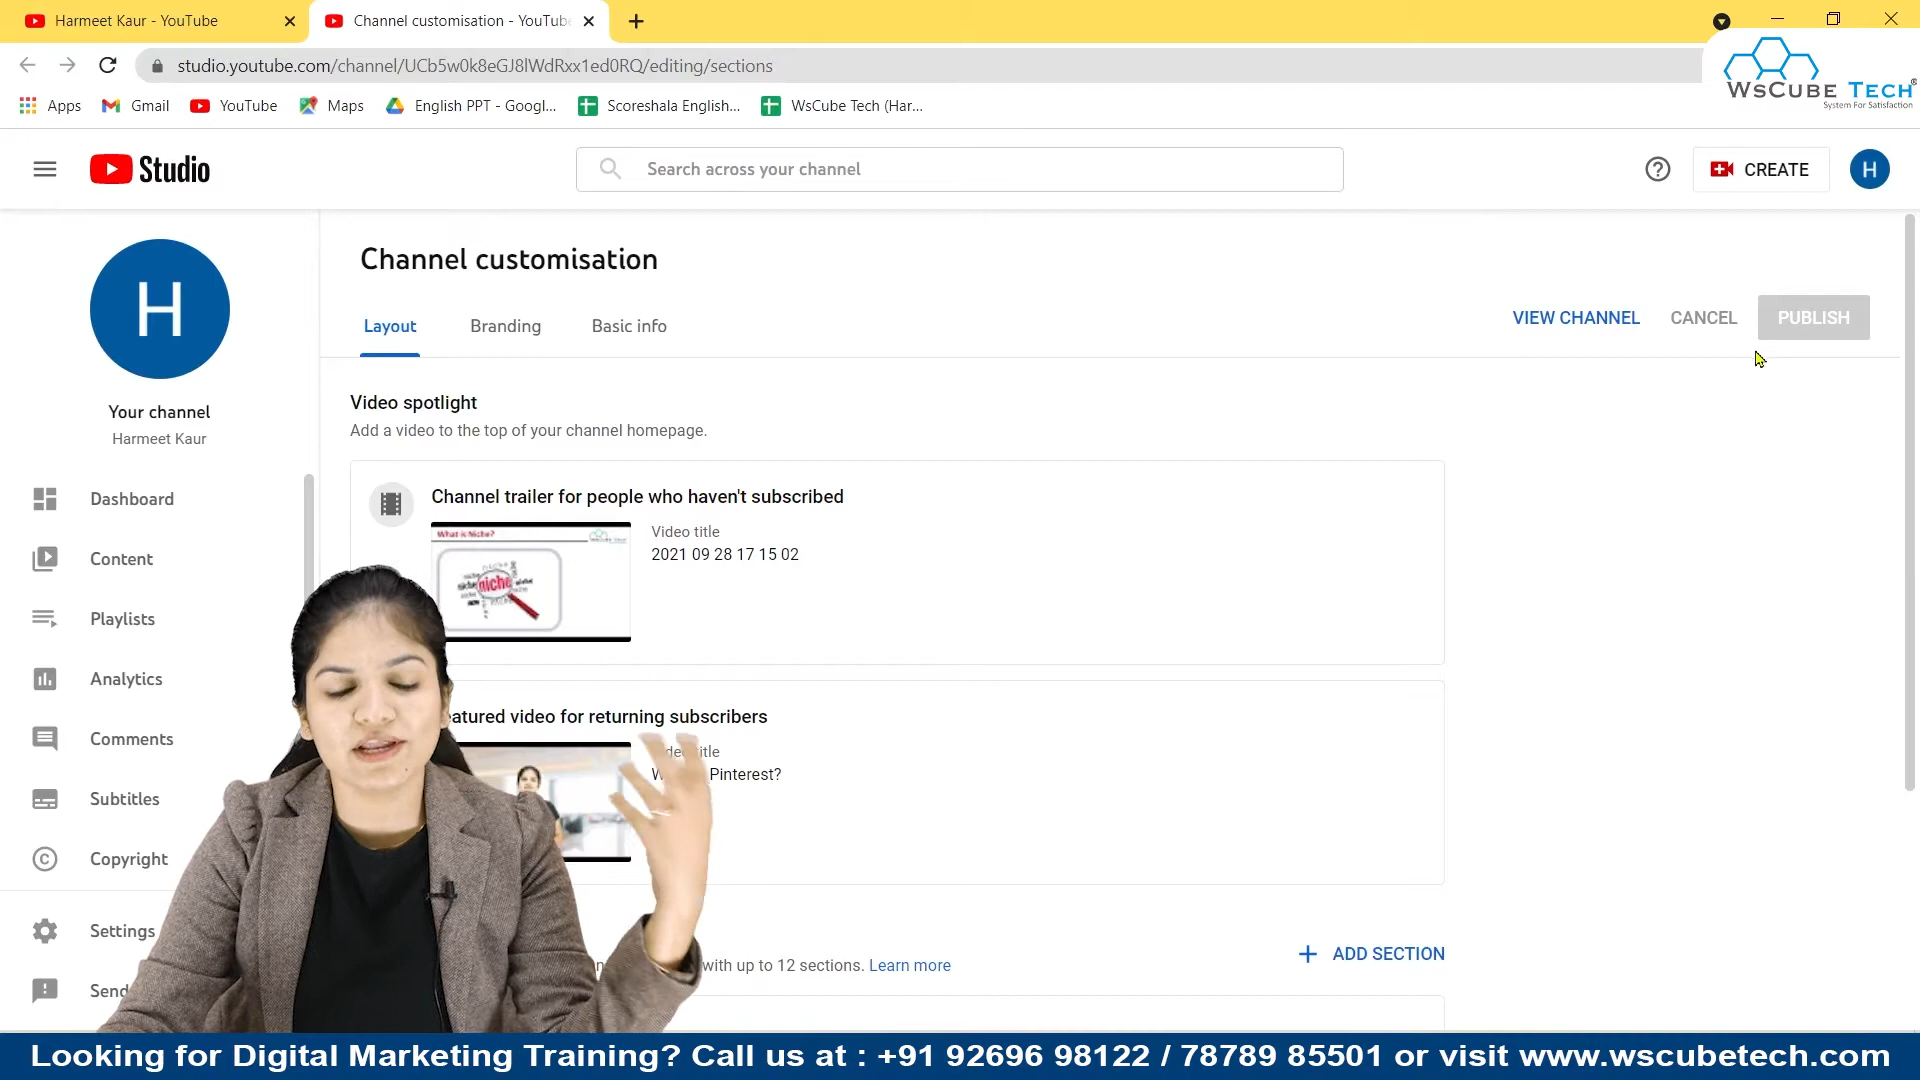 Harmeet Kaur - YouTube
Channel customisation - YouTube
studio.youtube.com/channel/UCb5w0k8eGJ8lWdRxx1ed0RQ/editing/sections
Apps
Gmail
YouTube
Maps
English PPT - Googl...
Scoreshala English...
WsCube Tech (Har...
WsCube Tech®
System For Satisfaction
Studio
Search across your channel
CREATE
H
H
Your channel
Harmeet Kaur
Dashboard
Content
Playlists
Analytics
Comments
Subtitles
Copyright
Settings
Send
Channel customisation
Layout
Branding
Basic info
VIEW CHANNEL
CANCEL
PUBLISH
Video spotlight
Add a video to the top of your channel homepage.
Channel trailer for people who haven't subscribed
What is Niche?
niche
Video title
2021 09 28 17 15 02
eatured video for returning subscribers
Pinterest?
with up to 12 sections. Learn more
ADD SECTION
Looking for Digital Marketing Training? Call us at : +91 92696 98122 / 78789 85501 or visit www.wscubetech.com